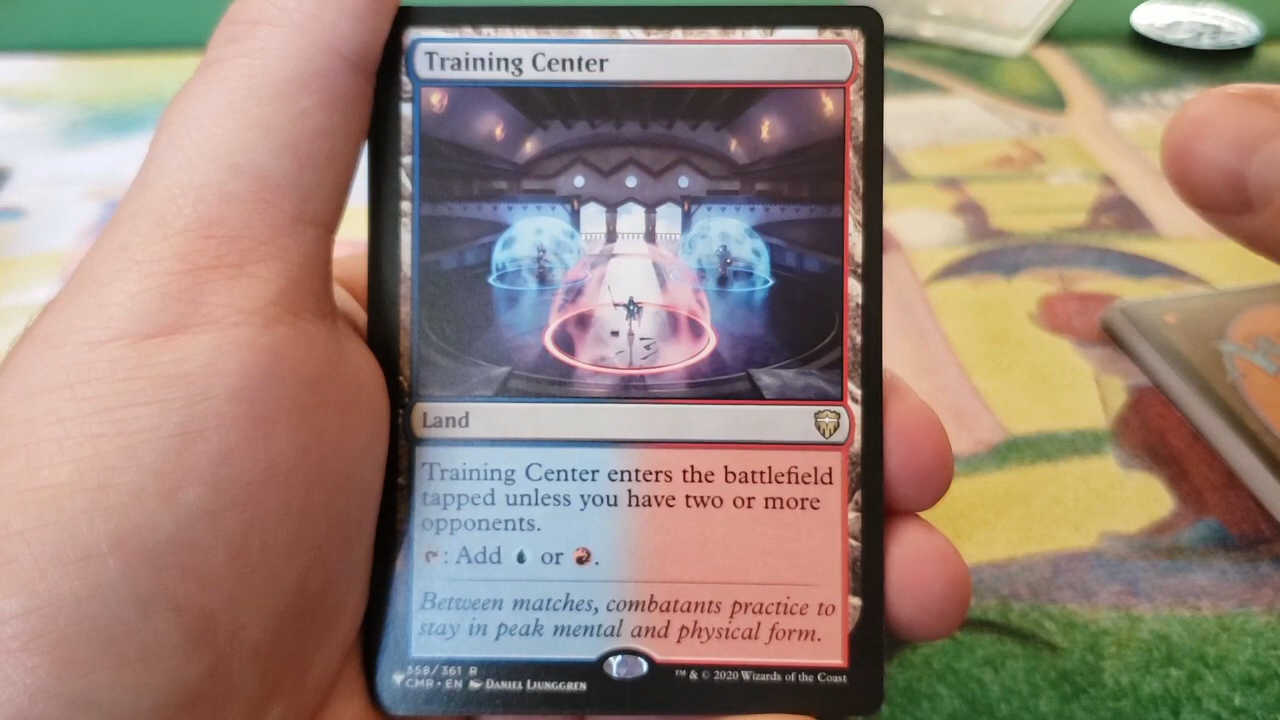 Training Center
Land
Training Center enters the battlefield
tapped unless you have two or more
opponents.
: Add or .
Between matches, combatants practice to
stay in peak mental and physical form.
358/361 R
CMR • EN DANIEL LJUNGGREN
™ & © 2020 Wizards of the Coast